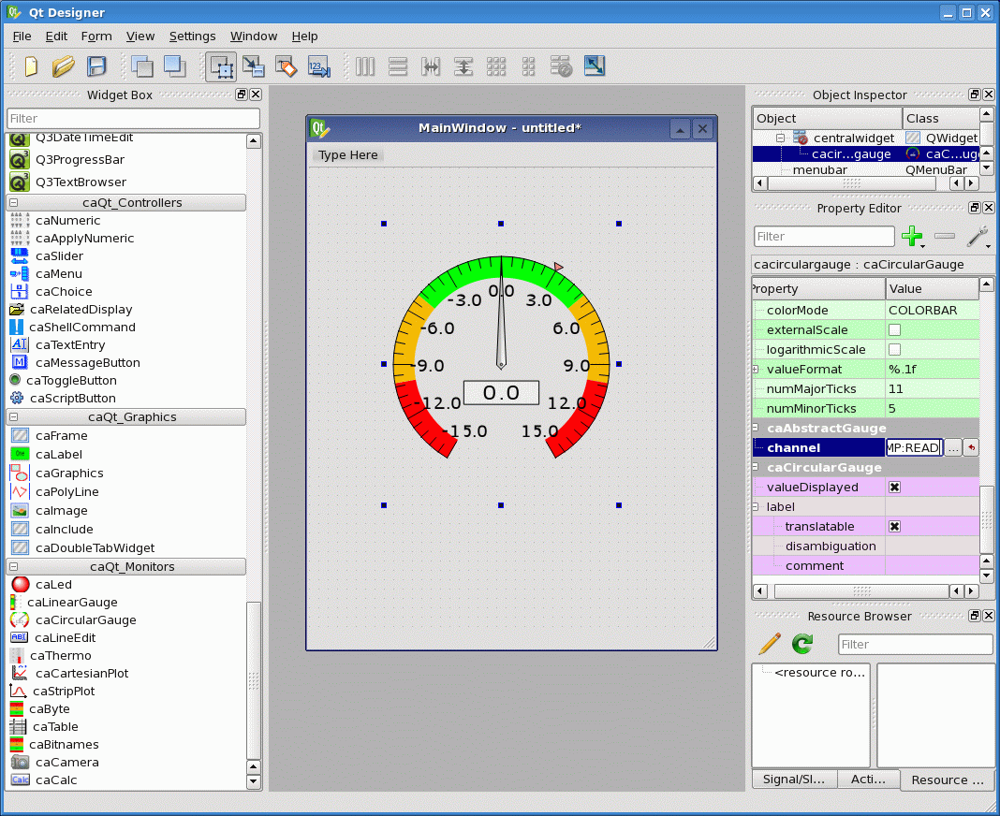 Qt Designer
File Edit Form View Settings Window Help
Widget Box
Filter
Q3DateTimeEdit
Q3ProgressBar
Q3TextBrowser
caQt_Controllers
caNumeric
caApplyNumeric
caSlider
caMenu
caChoice
caRelatedDisplay
caShellCommand
caTextEntry
caMessageButton
caToggleButton
caScriptButton
caQt_Graphics
caFrame
caLabel
caGraphics
caPolyLine
caImage
caInclude
caDoubleTabWidget
caQt_Monitors
caLed
caLinearGauge
caCircularGauge
caLineEdit
caThermo
caCartesianPlot
caStripPlot
caByte
caTable
caBitnames
caCamera
caCalc
MainWindow - untitled*
Type Here
0.0
-3.0 3.0
-6.0 6.0
-9.0 9.0
0.0
-12.0 12.0
-15.0 15.0
Object Inspector
Object Class
centralwidget QWidget
cacir...gauge caC...uge
menubar QMenuBar
Property Editor
Filter
cacirculargauge : caCircularGauge
Property Value
colorMode COLORBAR
externalScale
logarithmicScale
valueFormat %.1f
numMajorTicks 11
numMinorTicks 5
caAbstractGauge
channel MP:READ ...
caCircularGauge
valueDisplayed
label
translatable
disambiguation
comment
Resource Browser
Filter
<resource ro...
Signal/Sl... Acti... Resource ...